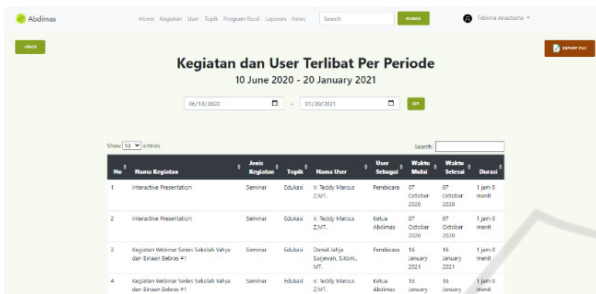 Abdimas Home Kegiatan User Topik Program Studi Laporan News Search SEARCH Febrina Anastasha
<BACK
EXPORT FILE
Kegiatan dan User Terlibat Per Periode
10 June 2020 - 20 January 2021
06/10/2020 - 01/20/2021 SET
Show 10 entries Search:
No Nama Kegiatan Jenis Kegiatan Topik Nama User User Sebagai Waktu Mulai Waktu Selesai Durasi
1 Interactive Presentation Seminar Edukasi Ir. Teddy Marcus Z,MT. Pembicara 07 October 2020 07 October 2020 1 jam 0 menit
2 Interactive Presentation Seminar Edukasi Ir. Teddy Marcus Z,MT. Ketua Abdimas 07 October 2020 07 October 2020 1 jam 0 menit
3 Kegiatan Webinar Series Sekolah Yahya dan Binaan Bebras #1 Seminar Edukasi Daniel Jahja Surjawan, S.Kom., MT. Pembicara 16 January 2021 16 January 2021 1 jam 0 menit
4 Kegiatan Webinar Series Sekolah Yahya dan Binaan Bebras #1 Seminar Edukasi Ir. Teddy Marcus Z,MT. Ketua Abdimas 16 January 16 January 1 jam 0 menit